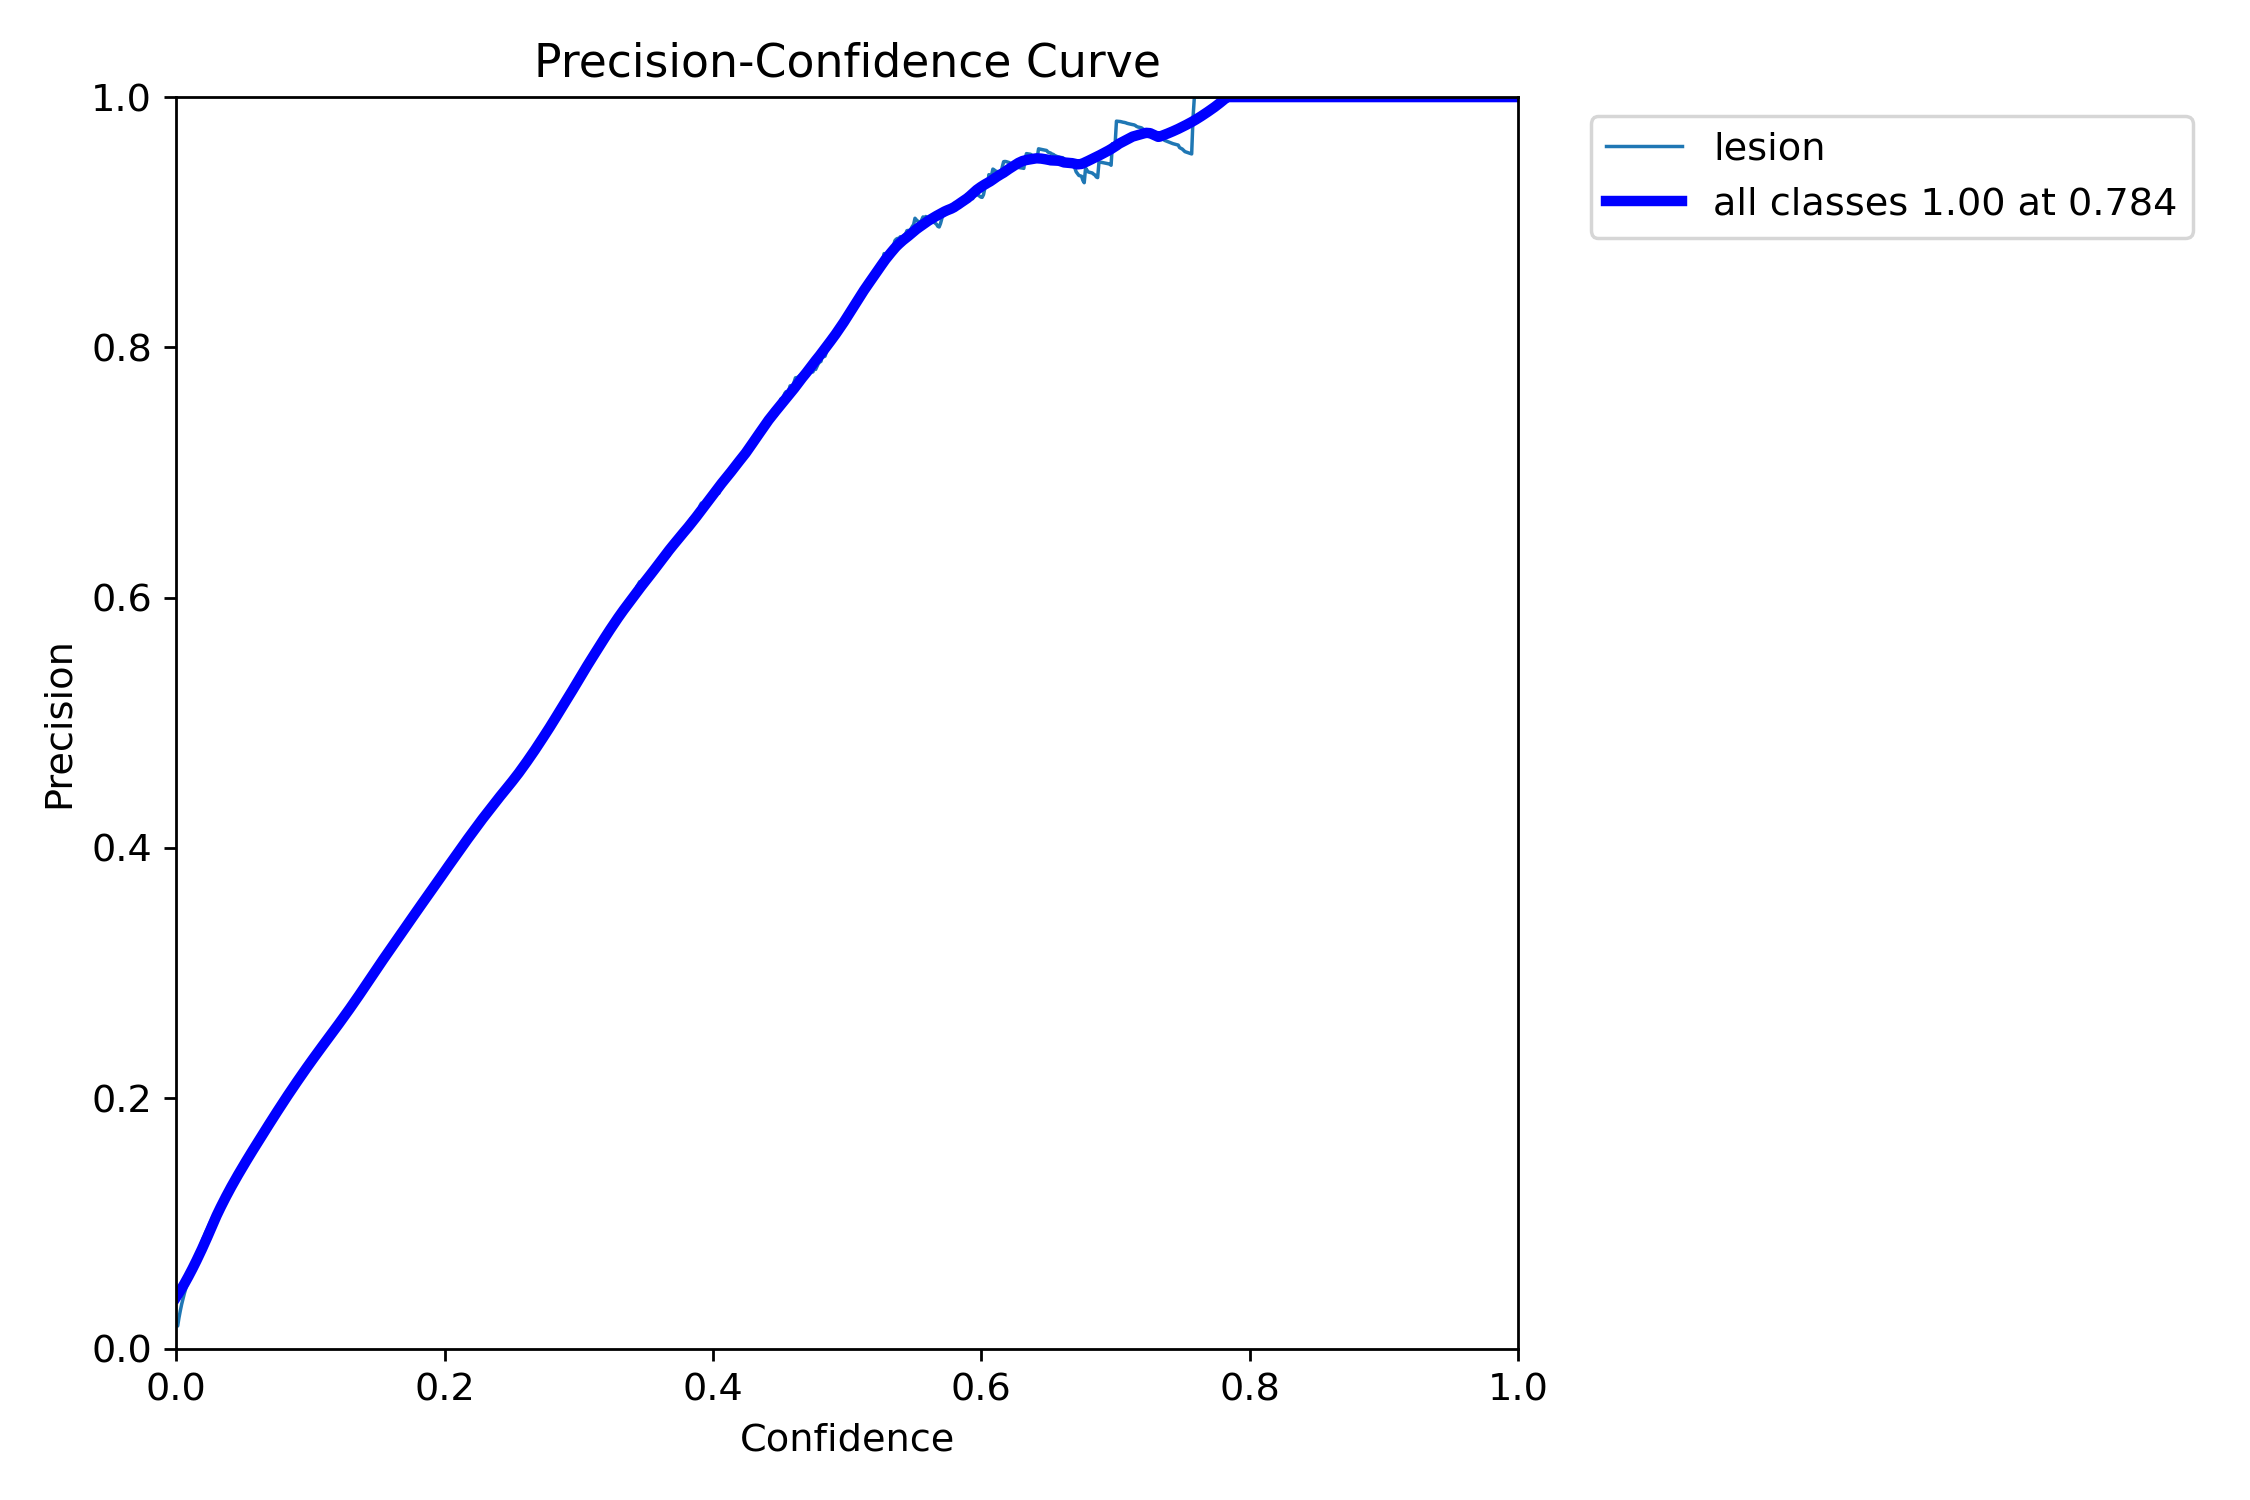 Precision-Confidence Curve
1.0
0.8
0.6
0.4
0.2
0.0
Precision
0.0 0.2 0.4 0.6 0.8 1.0
Confidence
lesion
all classes 1.00 at 0.784